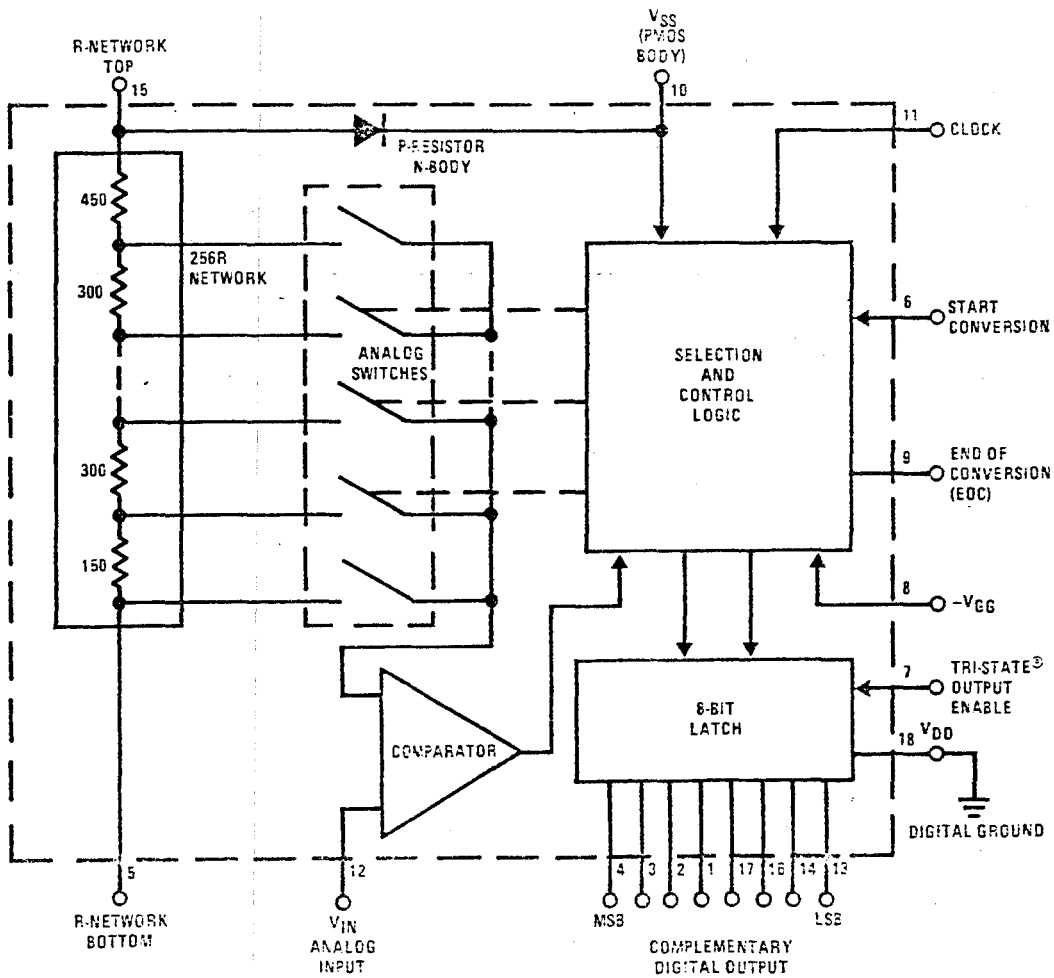 R-NETWORK
TOP
15
VSS
(PMOS
BODY)
10
11
CLOCK
P-RESISTOR
N-BODY
450
256R
NETWORK
300
ANALOG
SWITCHES
300
150
SELECTION
AND
CONTROL
LOGIC
6
START
CONVERSION
9
END OF
CONVERSION
(EOC)
8
-VGG
7
TRI-STATE®
OUTPUT
ENABLE
8-BIT
LATCH
18
VDD
DIGITAL GROUND
COMPARATOR
5
R-NETWORK
BOTTOM
12
VIN
ANALOG
INPUT
4 3 2 1 17 16 14 13
MSB
LSB
COMPLEMENTARY
DIGITAL OUTPUT